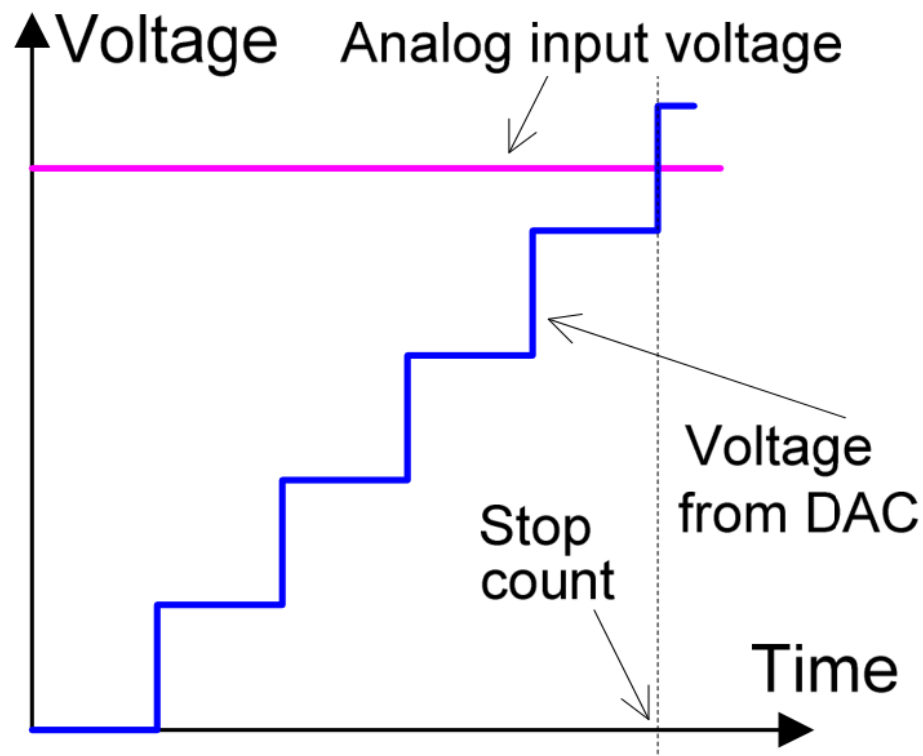 Voltage
Analog input voltage
Voltage
from DAC
Stop
count
Time